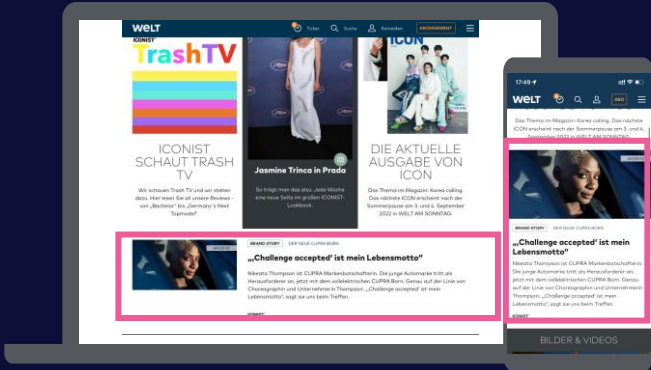 WELT
Ticker Suche Anmelden ABONNEMENT
ICONIST
TrashTV
ICON
ICONIST
SCHAUT TRASH
TV
Wir schauen Trash TV und wir stehen
dazu. Hier lesen Sie all unsere Reviews -
von „Bachelor“ bis „Germany's Next
Topmodel“.
Jasmine Trinca in Prada
So trägt man das also. Jede Woche
eine neue Seite im großen ICONIST-
Lookbook.
DIE AKTUELLE
AUSGABE VON
ICON
Das Thema im Magazin: Korea calling.
Das nächste ICON erscheint nach der
Sommerpause am 3. und 4. September
2022 in WELT AM SONNTAG.
BRAND STORY DER NEUE CUPRA BORN
„‚Challenge accepted‘ ist mein Lebensmotto“
Nikeata Thompson ist CUPRA Markenbotschafterin. Die junge Automarke tritt als
Herausforderer an, jetzt mit dem vollelektrischen CUPRA Born. Genau auf der Linie von
Choreographin und Unternehmerin Thompson: „‚Challenge accepted‘ ist mein
Lebensmotto“, sagt sie uns beim Treffen.
ICONIST
17:49
WELT ABO
Das Thema im Magazin: Korea calling. Das nächste
ICON erscheint nach der Sommerpause am 3. und 4.
September 2022 in WELT AM SONNTAG.
BRAND STORY DER NEUE CUPRA BORN
„‚Challenge accepted‘ ist mein
Lebensmotto“
Nikeata Thompson ist CUPRA Markenbotschafterin.
Die junge Automarke tritt als Herausforderer an,
jetzt mit dem vollelektrischen CUPRA Born. Genau
auf der Linie von Choreographin und Unternehmerin
Thompson: „‚Challenge accepted‘ ist mein
Lebensmotto“, sagt sie uns beim Treffen.
ICONIST
BILDER & VIDEOS